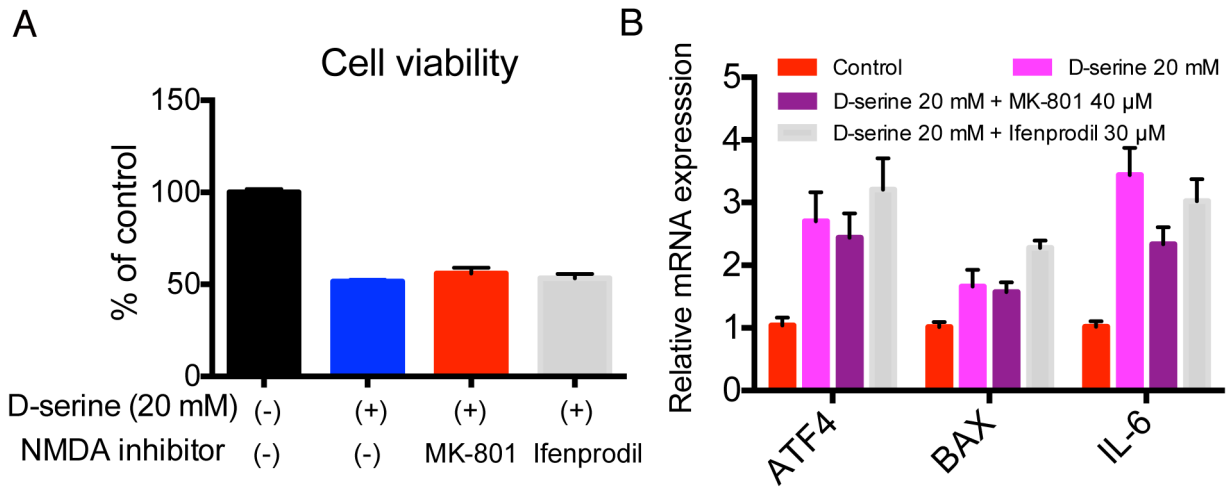 A
Cell viability
% of control
150
100
50
0
D-serine (20 mM) (-) (+) (+) (+)
NMDA inhibitor (-) (-) MK-801 Ifenprodil
B
Relative mRNA expresssion
5
4
3
2
1
0
Control
D-serine 20 mM
D-serine 20 mM + MK-801 40 μM
D-serine 20 mM + Ifenprodil 30 μM
ATF4
BAX
IL-6